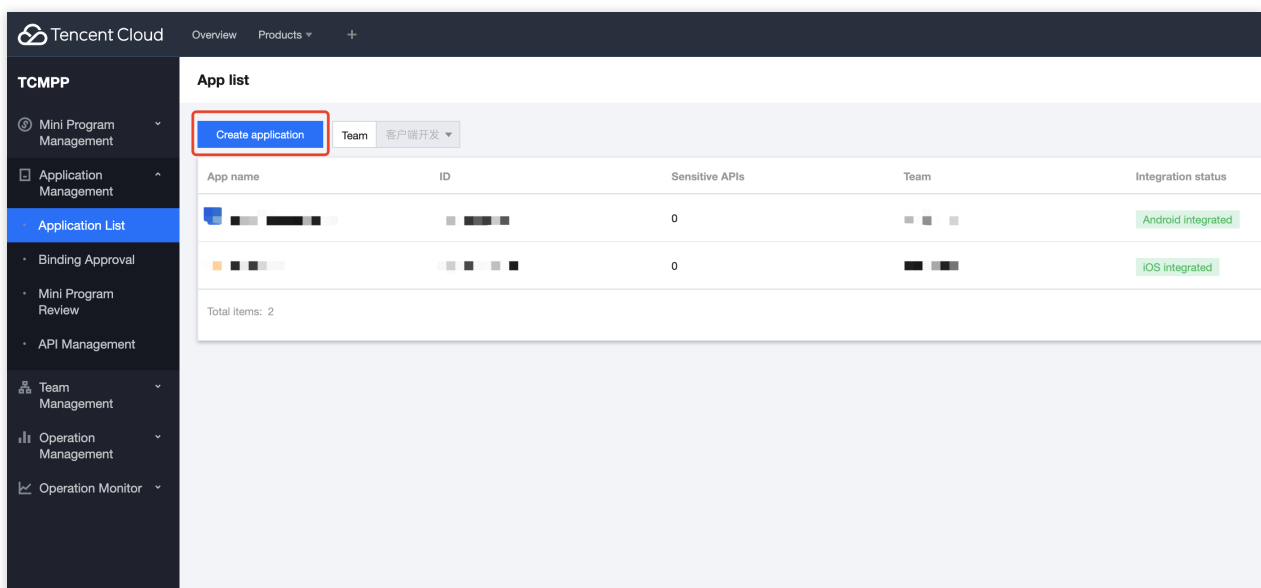 Tencent Cloud Overview Products +
TCMPP
App list
Mini Program
Management
Create application Team 客户端开发
Application
Management
App name ID Sensitive APIs Team Integration status
Application List
0 Android integrated
Binding Approval
0 iOS integrated
Mini Program
Review
Total items: 2
API Management
Team
Management
Operation
Management
Operation Monitor